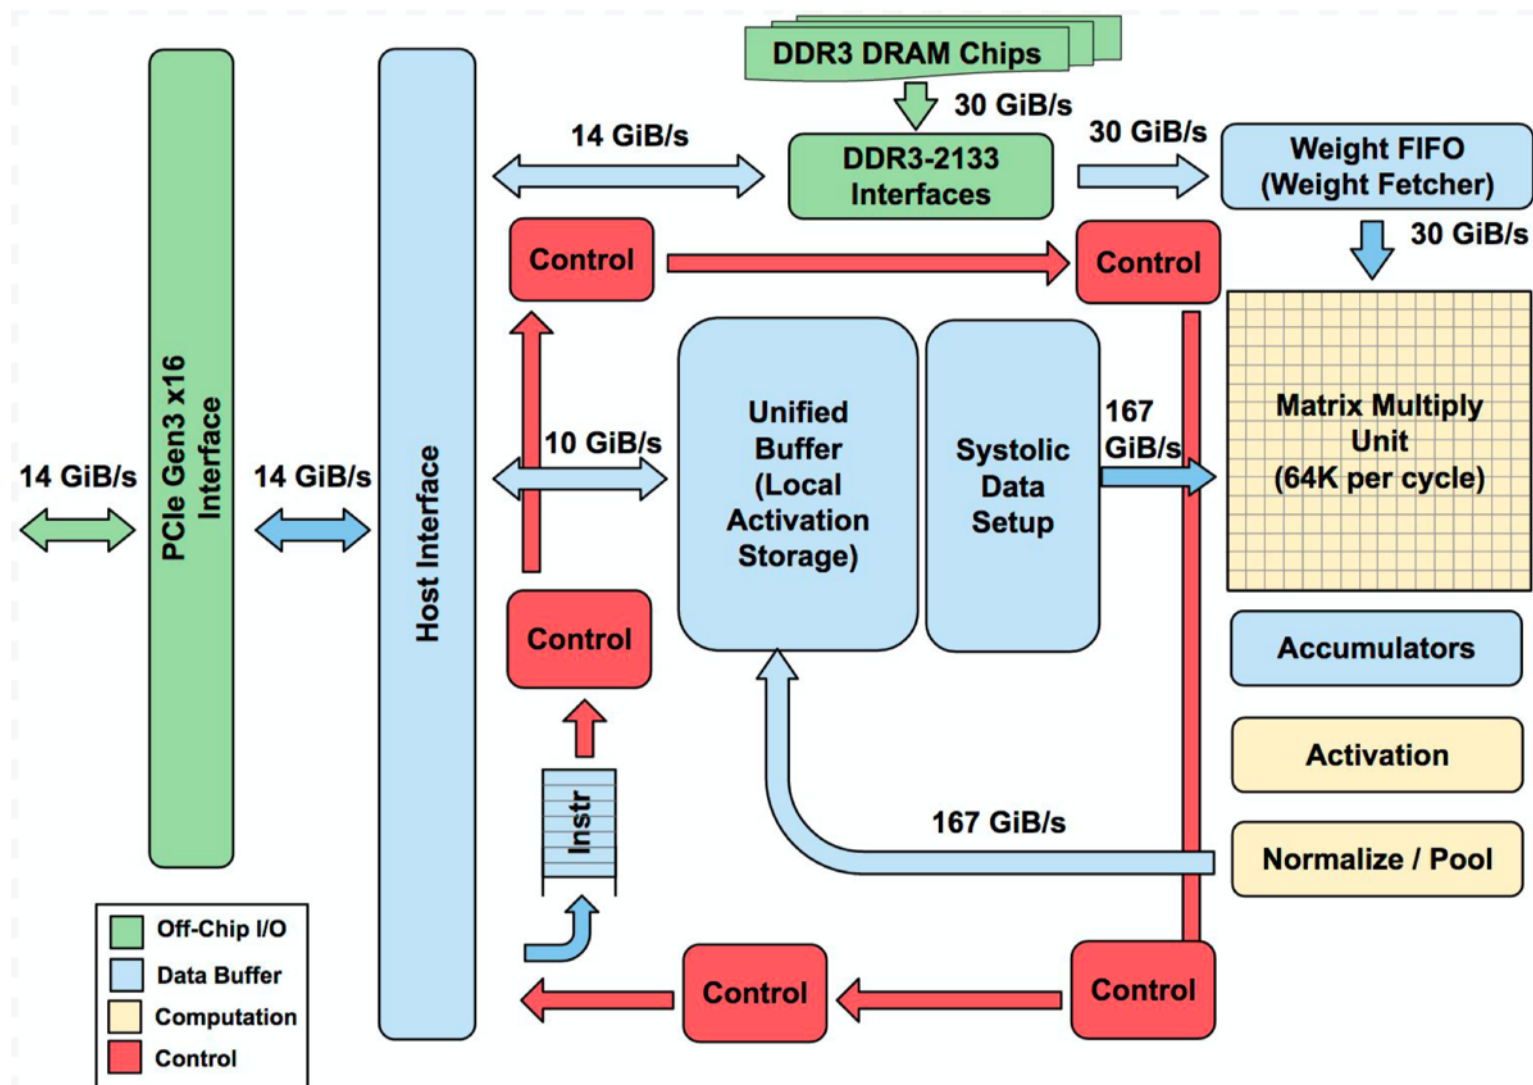 DDR3 DRAM Chips
30 GiB/s
14 GiB/s
DDR3-2133
Interfaces
30 GiB/s
Weight FIFO
(Weight Fetcher)
30 GiB/s
Control
Control
PCIe Gen3 x16
Interface
Host Interface
14 GiB/s
14 GiB/s
10 GiB/s
Unified
Buffer
(Local
Activation
Storage)
Systolic
Data
Setup
167
GiB/s
Matrix Multiply
Unit
(64K per cycle)
Control
Accumulators
Activation
Instr
167 GiB/s
Normalize / Pool
Control
Control
Off-Chip I/O
Data Buffer
Computation
Control